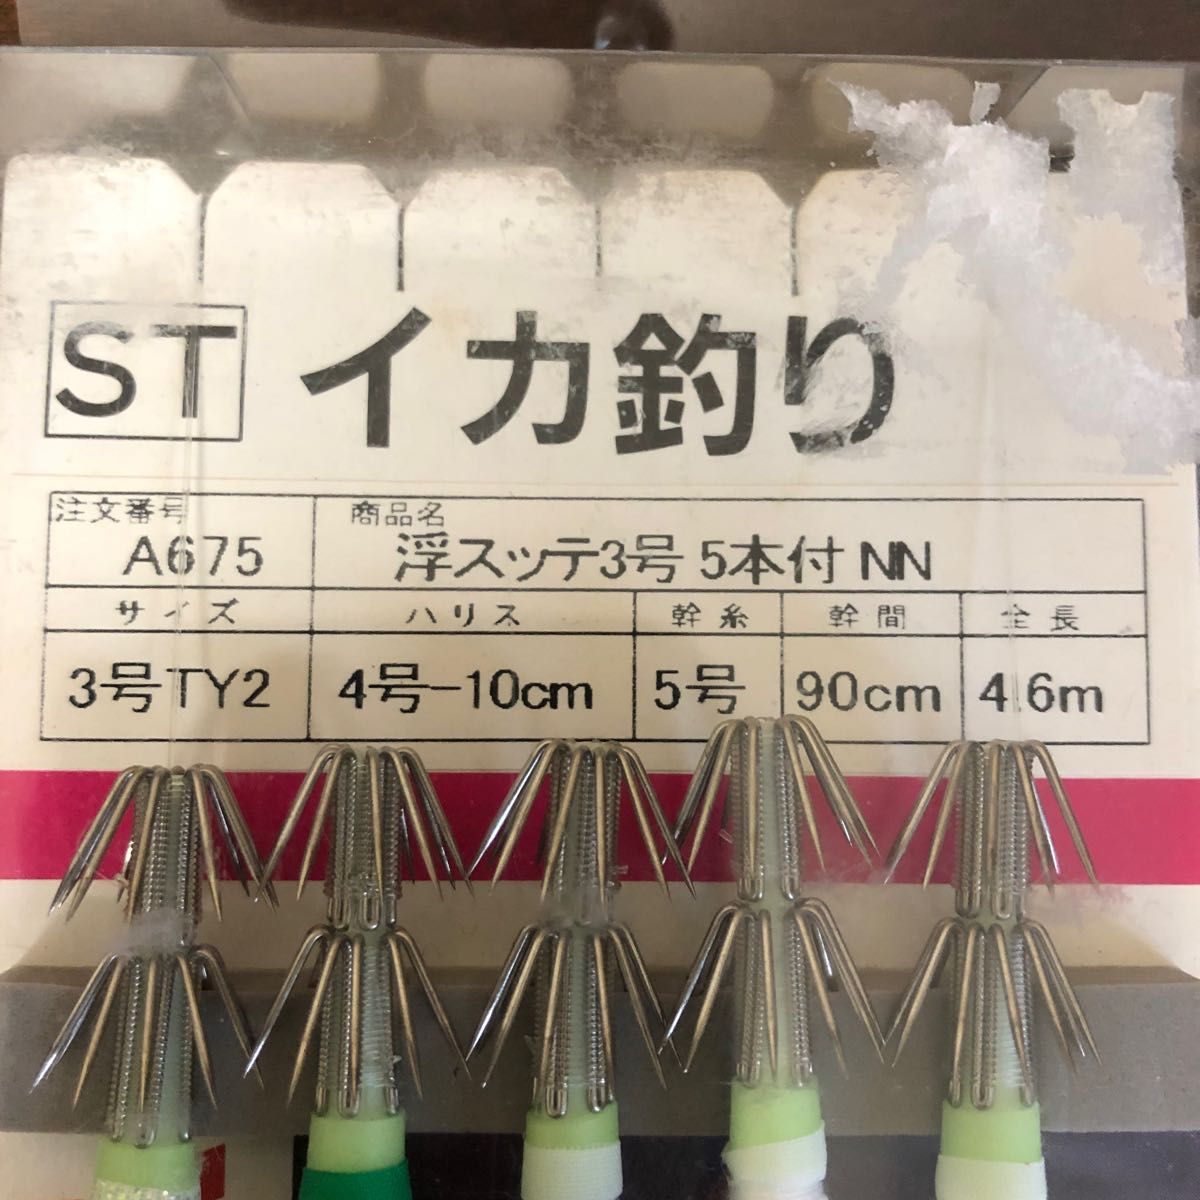 ST イカ釣り
注文番号 商品名
A675 浮スッテ3号 5本付 NN
サイズ ハリス 幹糸 幹間 全長
3号TY2 4号-10cm 5号 90cm 4.6m